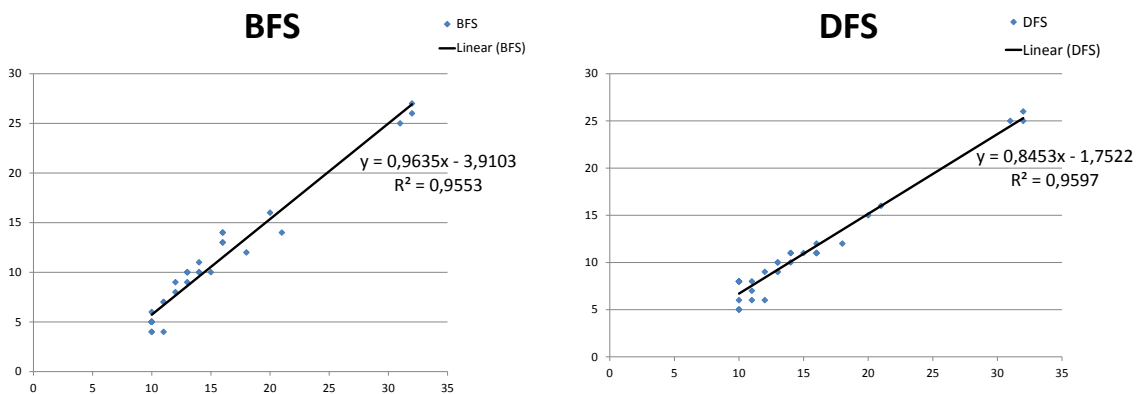 BFS
BFS
Linear (BFS)
30
25
20
15
10
5
0
y = 0,9635x - 3,9103
R² = 0,9553
0 5 10 15 20 25 30 35
DFS
DFS
Linear (DFS)
30
25
20
15
10
5
0
y = 0,8453x - 1,7522
R² = 0,9597
0 5 10 15 20 25 30 35